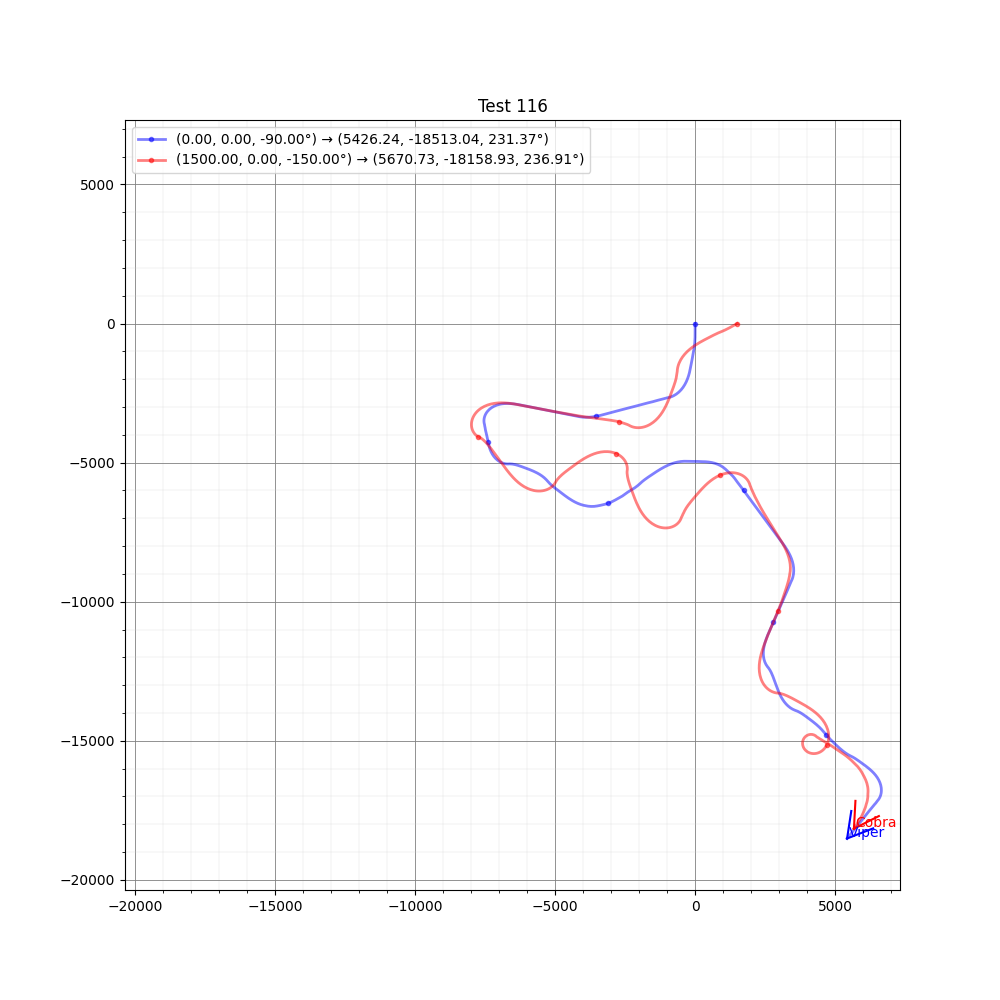 Test 116
(0.00, 0.00, -90.00°) → (5426.24, -18513.04, 231.37°)
(1500.00, 0.00, -150.00°) → (5670.73, -18158.93, 236.91°)
5000
0
−5000
−10000
−15000
Cobra
Viper
−20000
−20000 −15000 −10000 −5000 0 5000